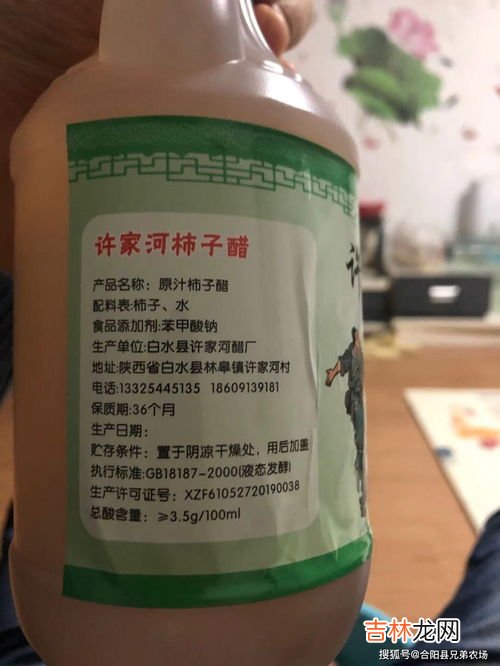 许家河柿子醋
产品名称：原汁柿子醋
配料表:柿子、水
食品添加剂:苯甲酸钠
生产单位:白水县许家河醋厂
地址:陕西省白水县林皋镇许家河村
电话:13325445135 18609139181
保质期:36个月
生产日期:
贮存条件：置于阴凉干燥处，用后加盖
执行标准:GB18187-2000(液态发酵)
生产许可证号：XZF61052720190038
总酸含量：≥3.5g/100ml
许
吉林龙网
搜狐号@合阳县兄弟农场